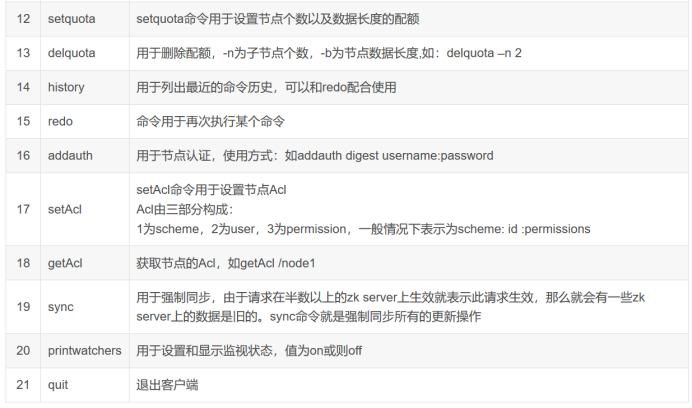 12 setquota setquota命令用于设置节点个数以及数据长度的配额
13 delquota 用于删除配额，-n为子节点个数，-b为节点数据长度,如：delquota –n 2
14 history 用于列出最近的命令历史，可以和redo配合使用
15 redo 命令用于再次执行某个命令
16 addauth 用于节点认证，使用方式：如addauth digest username:password
setAcl命令用于设置节点Acl
17 setAcl Acl由三部分构成：
1为scheme，2为user，3为permission，一般情况下表示为scheme: id :permissions
18 getAcl 获取节点的Acl，如getAcl /node1
19 sync 用于强制同步，由于请求在半数以上的zk server上生效就表示此请求生效，那么就会有一些zk
server上的数据是旧的。sync命令就是强制同步所有的更新操作
20 printwatchers 用于设置和显示监视状态，值为on或则off
21 quit 退出客户端